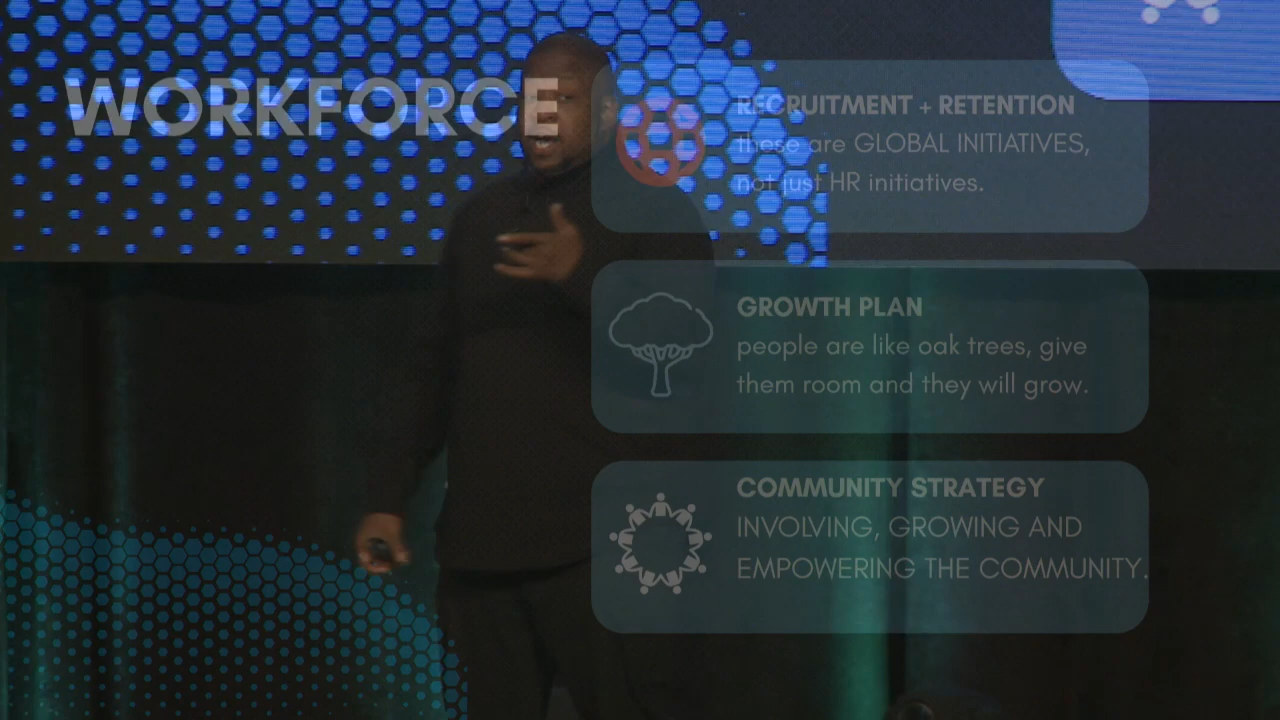 WORKFORCE
RECRUITMENT + RETENTION
these are GLOBAL INITIATIVES,
not just HR initiatives.
GROWTH PLAN
people are like oak trees, give
them room and they will grow.
COMMUNITY STRATEGY
INVOLVING, GROWING AND
EMPOWERING THE COMMUNITY.